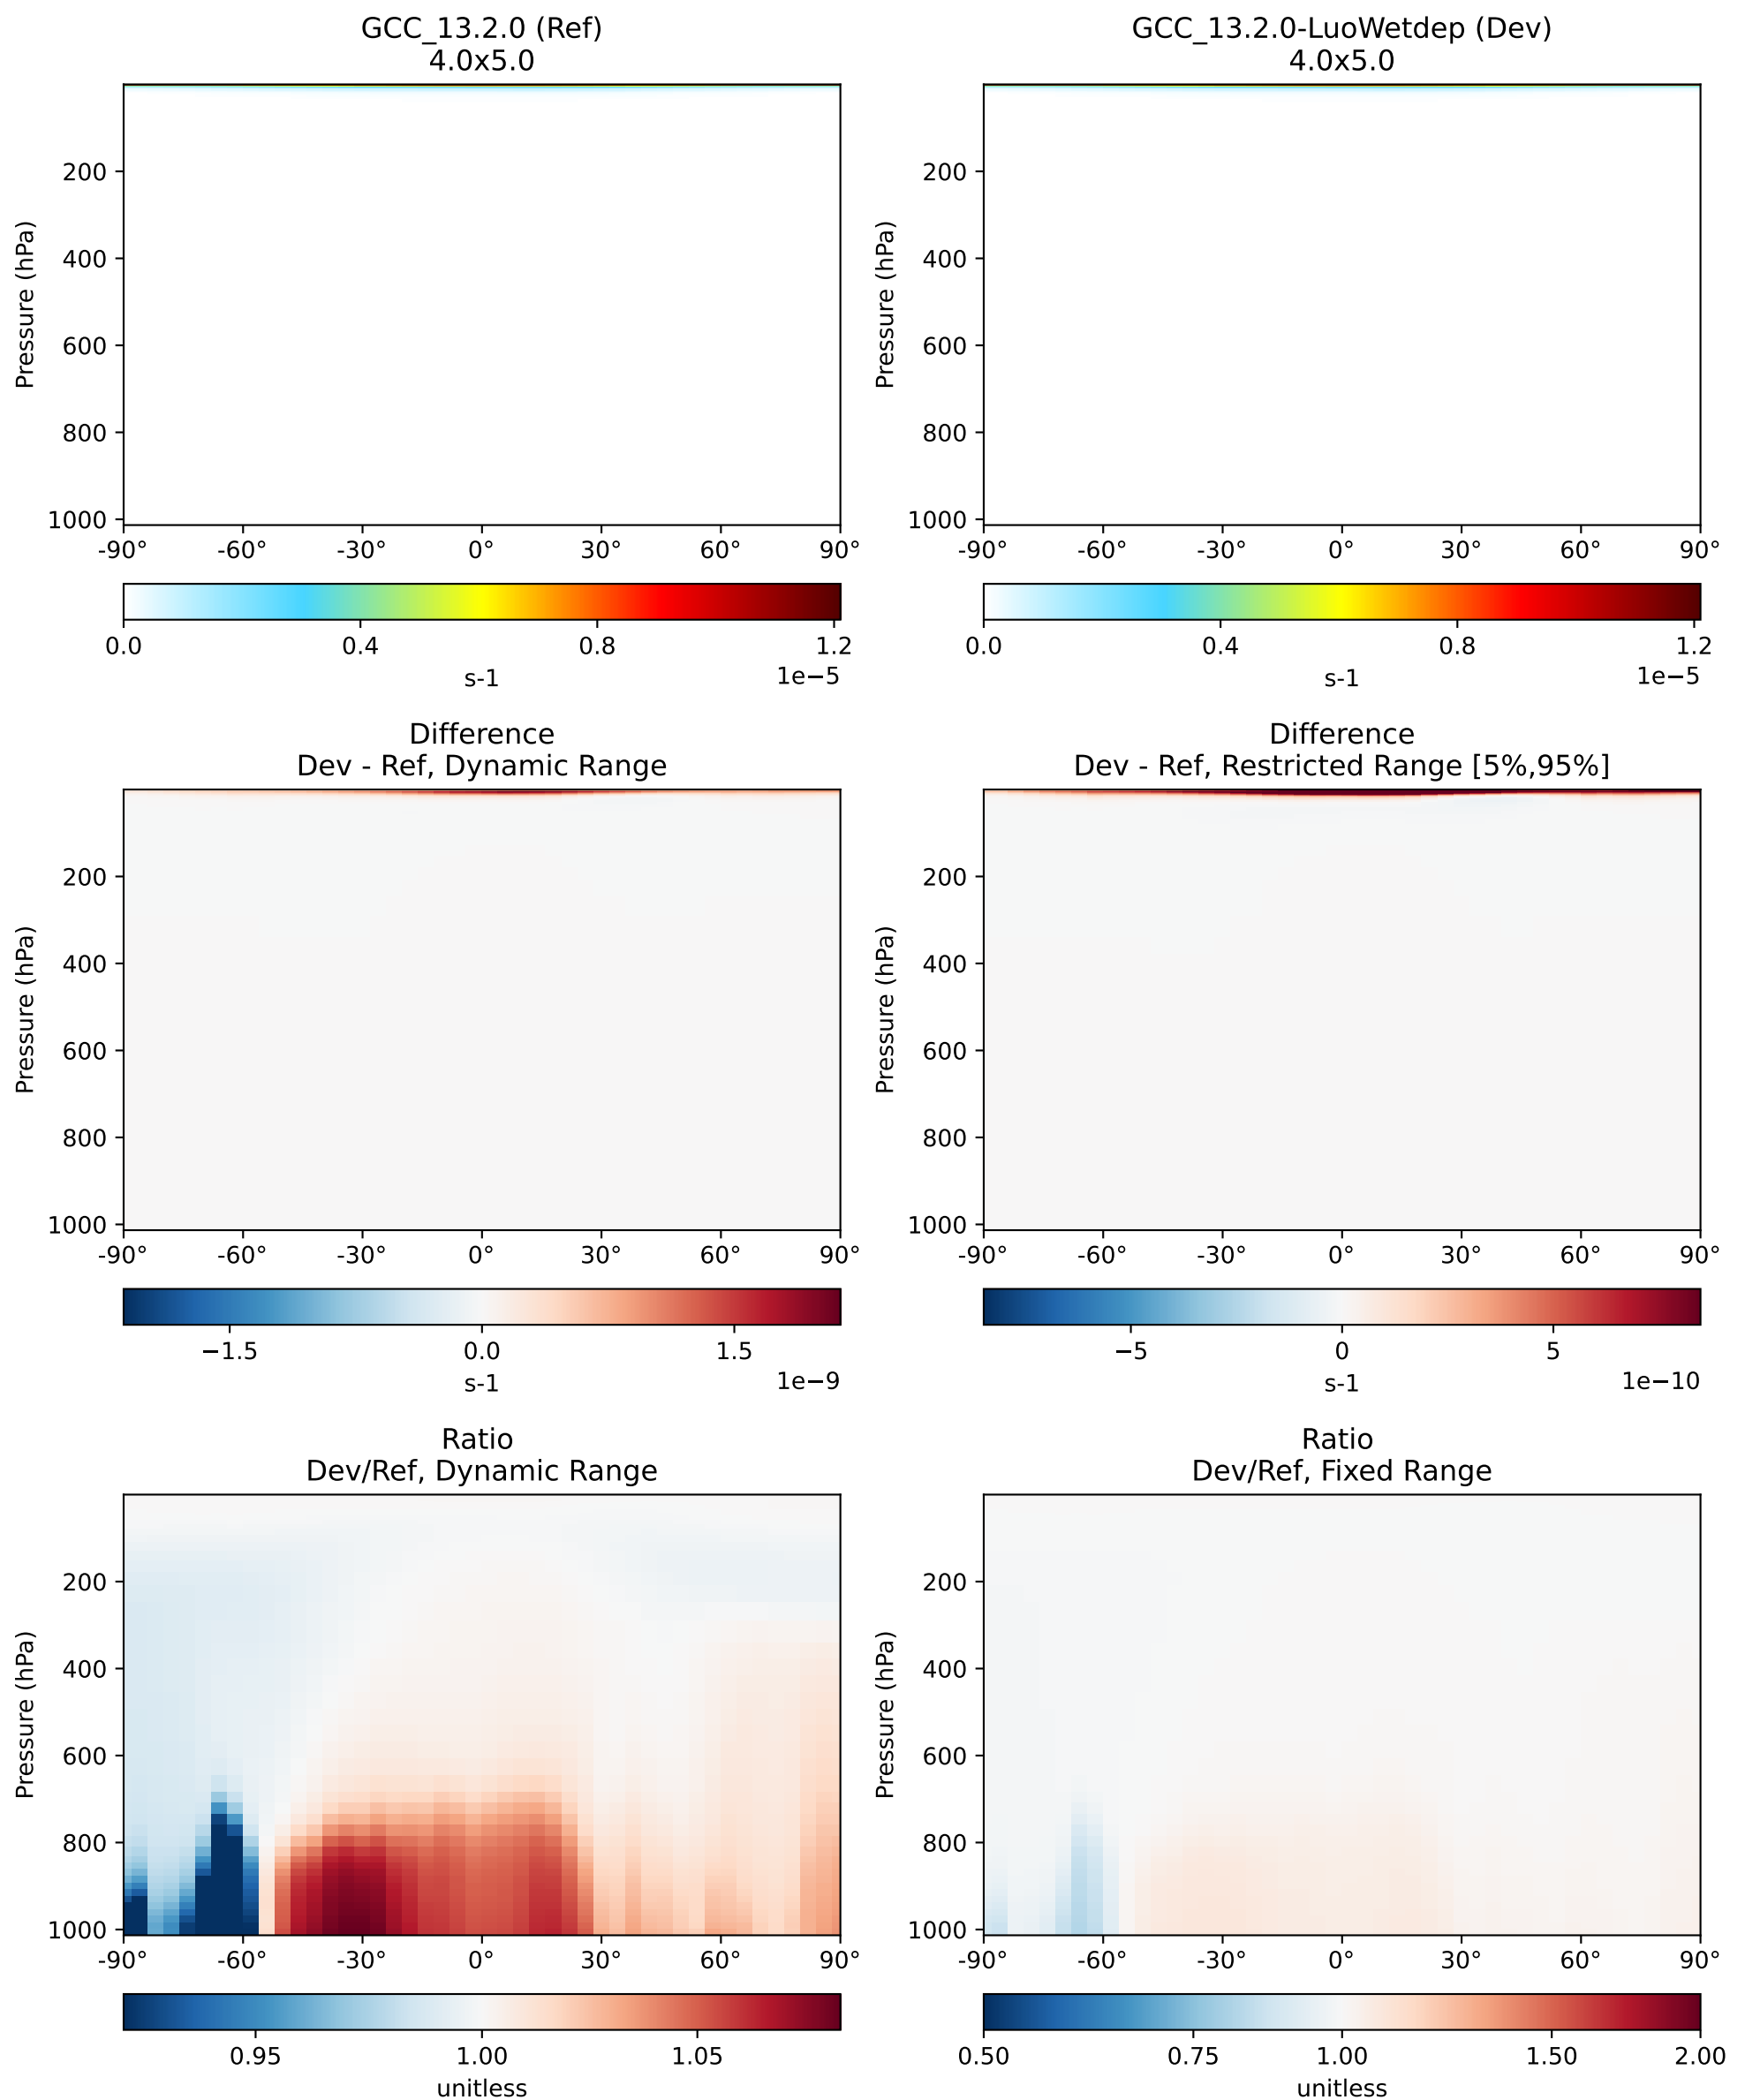 GCC_13.2.0 (Ref)
4.0x5.0
Pressure (hPa)
200
400
600
800
1000
-90° -60° -30° 0° 30° 60° 90°
0.0 0.4 0.8 1.2
s-1
1e−5
GCC_13.2.0-LuoWetdep (Dev)
4.0x5.0
Pressure (hPa)
200
400
600
800
1000
-90° -60° -30° 0° 30° 60° 90°
0.0 0.4 0.8 1.2
s-1
1e−5
Difference
Dev - Ref, Dynamic Range
Pressure (hPa)
200
400
600
800
1000
-90° -60° -30° 0° 30° 60° 90°
−1.5 0.0 1.5
s-1
1e−9
Difference
Dev - Ref, Restricted Range [5%,95%]
Pressure (hPa)
200
400
600
800
1000
-90° -60° -30° 0° 30° 60° 90°
−5 0 5
s-1
1e−10
Ratio
Dev/Ref, Dynamic Range
Pressure (hPa)
200
400
600
800
1000
-90° -60° -30° 0° 30° 60° 90°
0.95 1.00 1.05
unitless
Ratio
Dev/Ref, Fixed Range
Pressure (hPa)
200
400
600
800
1000
-90° -60° -30° 0° 30° 60° 90°
0.50 0.75 1.00 1.50 2.00
unitless